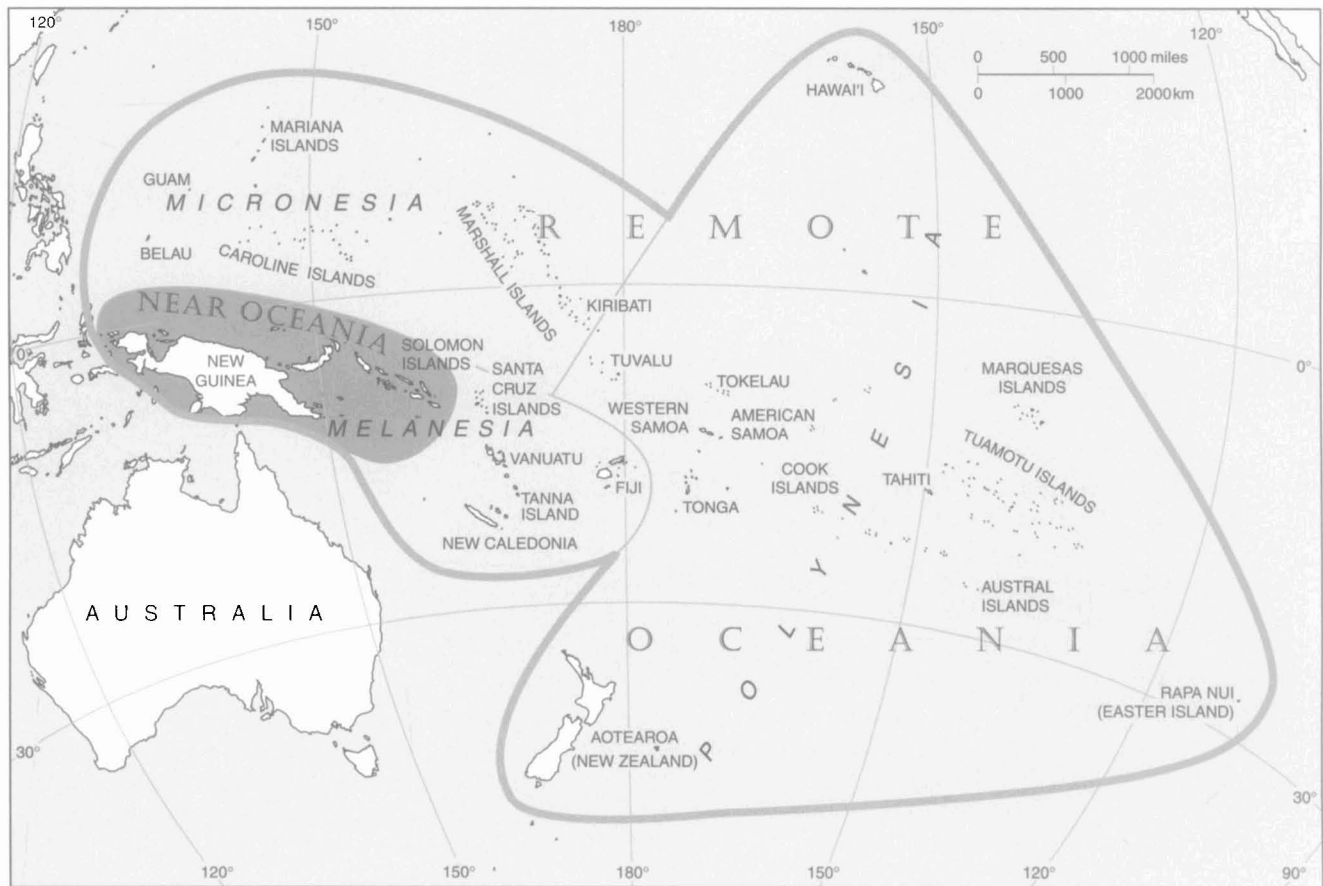 120°
150°
180°
150°
120°
0 500 1000 miles
0 1000 2000km
HAWAI'I
MARIANA
ISLANDS
GUAM
MICRONESIA
BELAU
CAROLINE ISLANDS
MARSHALL ISLANDS
REMOTE
KIRIBATI
NEAR OCEANIA
NEW
GUINEA
SOLOMON
ISLANDS
SANTA
CRUZ
ISLANDS
MELANESIA
0°
0°
TUVALU
TOKELAU
WESTERN
SAMOA
AMERICAN
SAMOA
MARQUESAS
ISLANDS
VANUATU
FIJI
TANNA
ISLAND
NEW CALEDONIA
TONGA
COOK
ISLANDS
TAHITI
TUAMOTU ISLANDS
AUSTRAL
ISLANDS
POLYNESIA
AUSTRALIA
OCEANIA
RAPA NUI
(EASTER ISLAND)
AOTEAROA
(NEW ZEALAND)
30°
30°
120°
150°
180°
150°
120°
90°